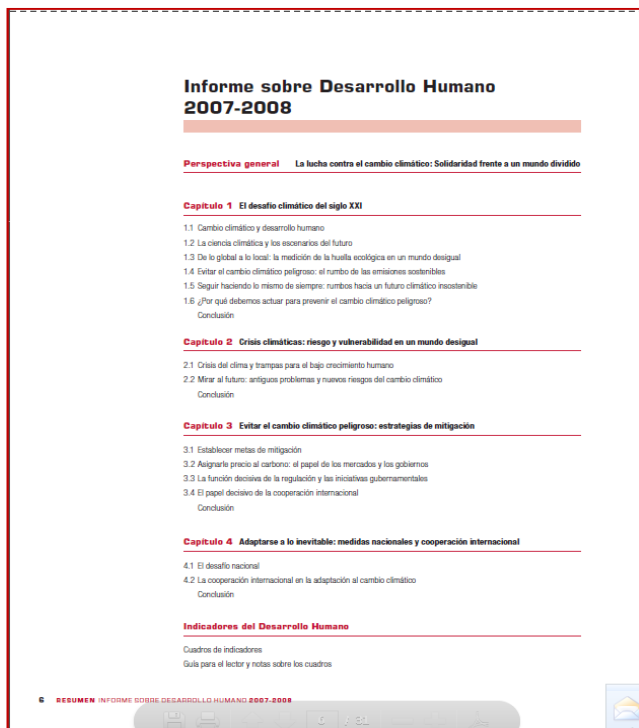 Informe sobre Desarrollo Humano
2007-2008
Perspectiva general La lucha contra el cambio climático: Solidaridad frente a un mundo dividido
Capítulo 1 El desafío climático del siglo XXI
1.1 Cambio climático y desarrollo humano
1.2 La ciencia climática y los escenarios del futuro
1.3 De lo global a lo local: la medición de la huella ecológica en un mundo desigual
1.4 Evitar el cambio climático peligroso: el rumbo de las emisiones sostenibles
1.5 Seguir haciendo lo mismo de siempre: rumbos hacia un futuro climático insostenible
1.6 ¿Por qué debemos actuar para prevenir el cambio climático peligroso?
Conclusión
Capítulo 2 Crisis climáticas: riesgo y vulnerabilidad en un mundo desigual
2.1 Crisis del clima y trampas para el bajo crecimiento humano
2.2 Mirar al futuro: antiguos problemas y nuevos riesgos del cambio climático
Conclusión
Capítulo 3 Evitar el cambio climático peligroso: estrategias de mitigación
3.1 Establecer metas de mitigación
3.2 Asignarle precio al carbono: el papel de los mercados y los gobiernos
3.3 La función decisiva de la regulación y las iniciativas gubernamentales
3.4 El papel decisivo de la cooperación internacional
Conclusión
Capítulo 4 Adaptarse a lo inevitable: medidas nacionales y cooperación internacional
4.1 El desafío nacional
4.2 La cooperación internacional en la adaptación al cambio climático
Conclusión
Indicadores del Desarrollo Humano
Cuadros de indicadores
Guía para el lector y notas sobre los cuadros
6 RESUMEN INFORME SOBRE DESARROLLO HUMANO 2007-2008
6 / 31